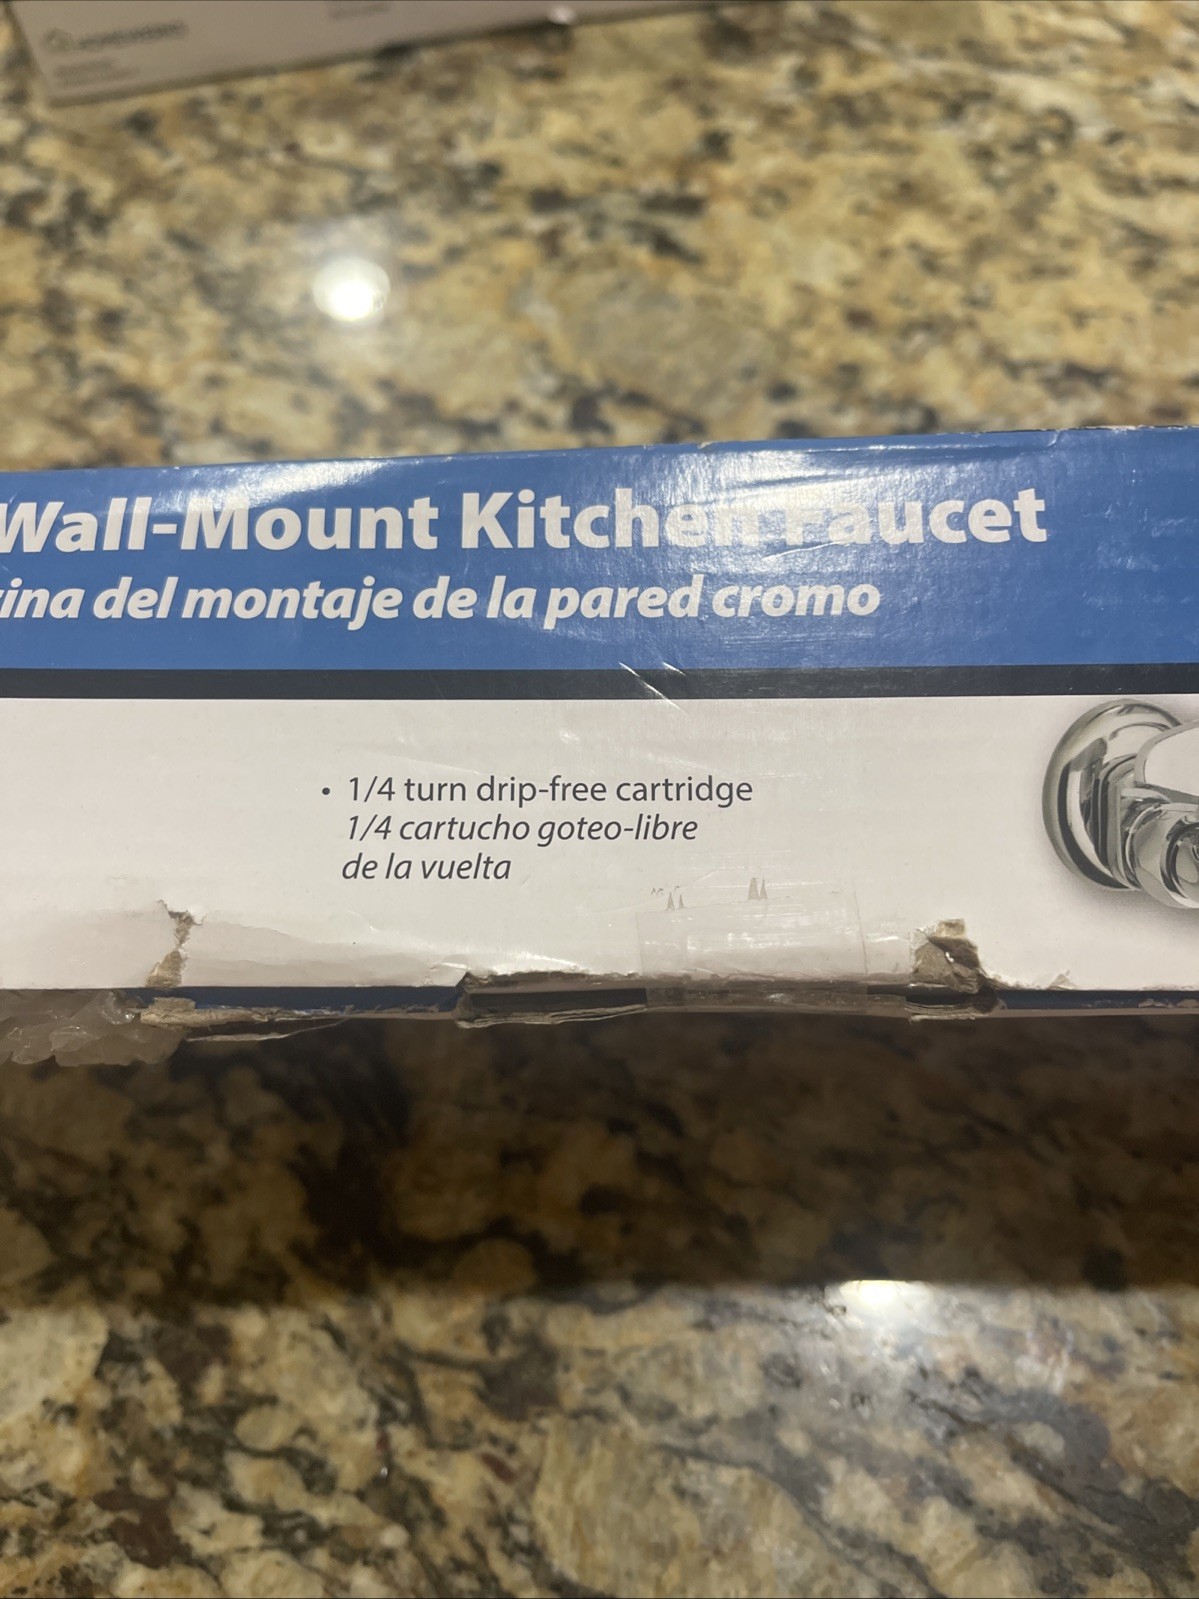 Wall-Mount Kitchen Faucet
cina del montaje de la pared cromo
• 1/4 turn drip-free cartridge
1/4 cartucho goteo-libre
de la vuelta